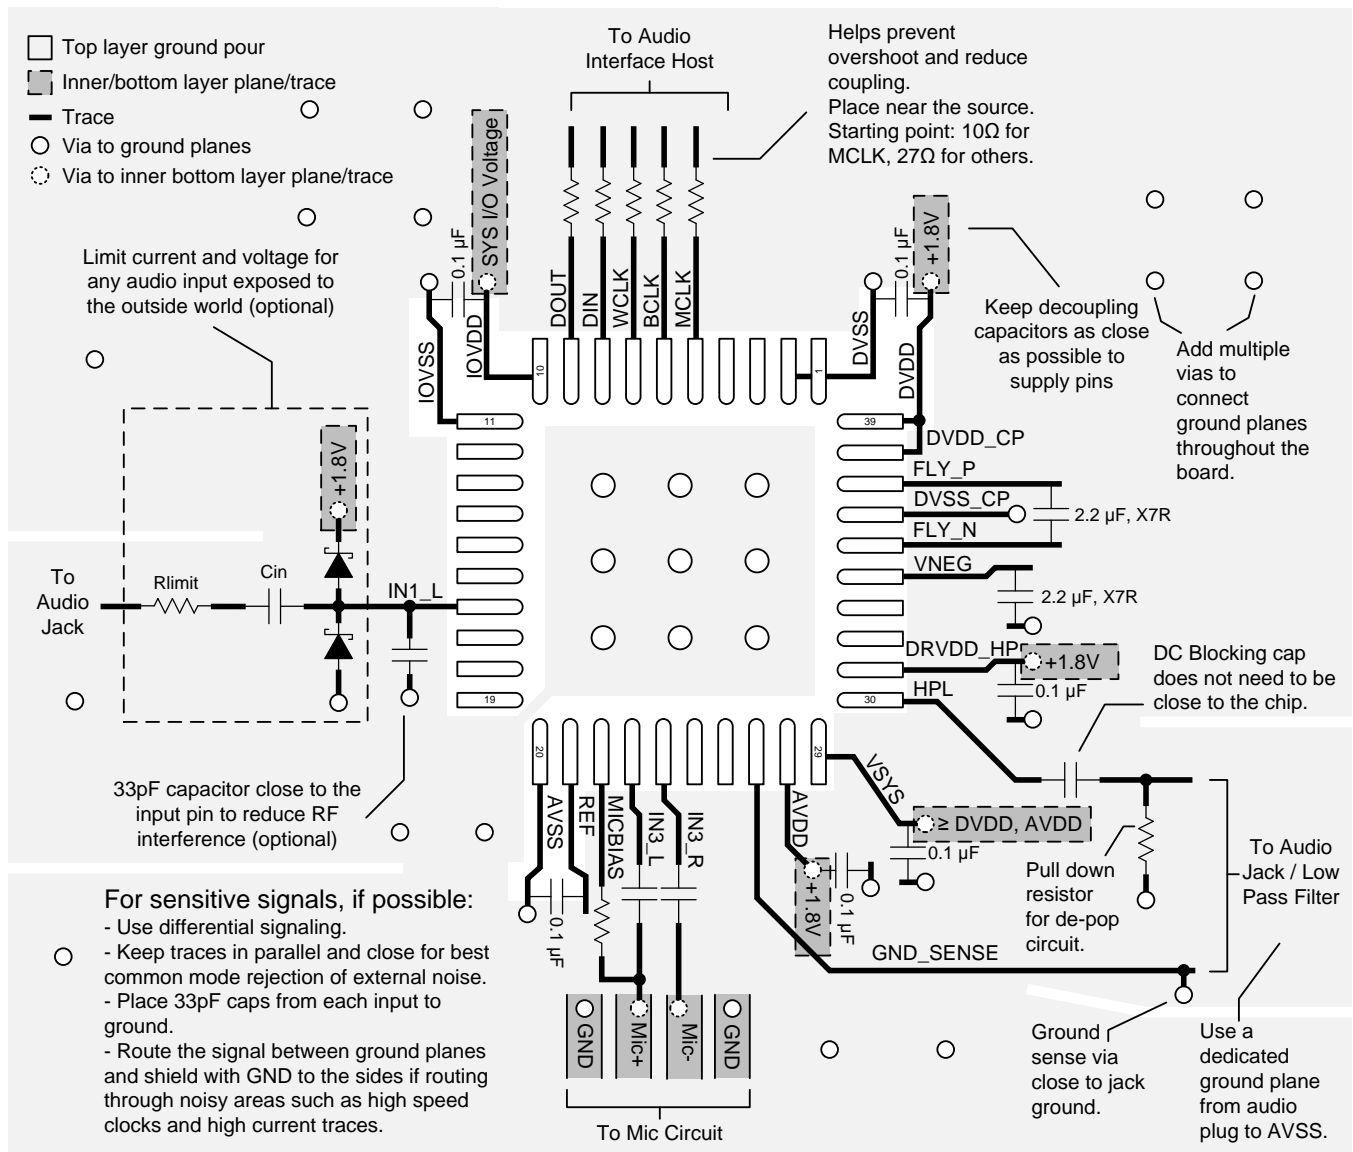 Top layer ground pour
Inner/bottom layer plane/trace
Trace
Via to ground planes
Via to inner bottom layer plane/trace
To Audio
Interface Host
Helps prevent
overshoot and reduce
coupling.
Place near the source.
Starting point: 10Ω for
MCLK, 27Ω for others.
SYS I/O Voltage
0.1 µF
IOVSS
IOVDD
DOUT
DIN
WCLK
BCLK
MCLK
DVSS
0.1 µF
+1.8V
DVDD
Keep decoupling
capacitors as close
as possible to
supply pins
Add multiple
vias to
connect
ground planes
throughout the
board.
Limit current and voltage for
any audio input exposed to
the outside world (optional)
10
1
11
39
DVDD_CP
FLY_P
DVSS_CP
FLY_N
2.2 µF, X7R
VNEG
2.2 µF, X7R
DRVDD_HP
+1.8V
0.1 µF
HPL
30
19
+1.8V
To
Audio
Jack
Rlimit
Cin
IN1_L
DC Blocking cap
does not need to be
close to the chip.
33pF capacitor close to the
input pin to reduce RF
interference (optional)
20
29
AVSS
REF
MICBIAS
IN3_L
IN3_R
AVDD
VSYS
≥ DVDD, AVDD
0.1 µF
+1.8V
0.1 µF
0.1 µF
Pull down
resistor
for de-pop
circuit.
To Audio
Jack / Low
Pass Filter
GND_SENSE
For sensitive signals, if possible:
- Use differential signaling.
- Keep traces in parallel and close for best
common mode rejection of external noise.
- Place 33pF caps from each input to
ground.
- Route the signal between ground planes
and shield with GND to the sides if routing
through noisy areas such as high speed
clocks and high current traces.
GND
Mic+
Mic-
GND
To Mic Circuit
Ground
sense via
close to jack
ground.
Use a
dedicated
ground plane
from audio
plug to AVSS.